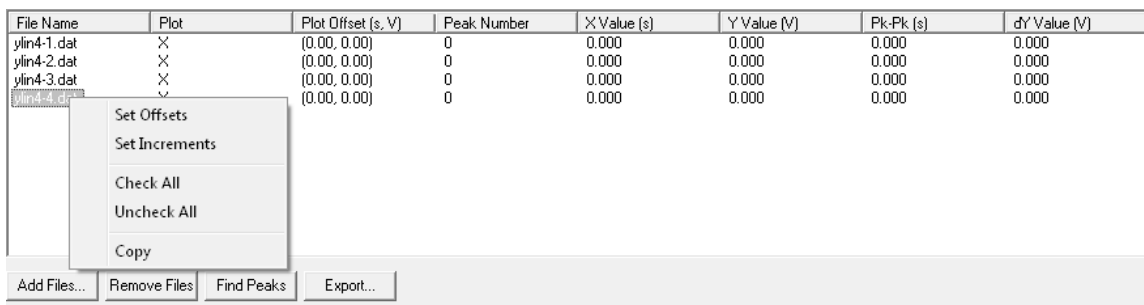 File Name Plot Plot Offset (s, V) Peak Number X Value (s) Y Value (V) Pk-Pk (s) dY Value (V)
ylin4-1.dat X (0.00, 0.00) 0 0.000 0.000 0.000 0.000
ylin4-2.dat X (0.00, 0.00) 0 0.000 0.000 0.000 0.000
ylin4-3.dat X (0.00, 0.00) 0 0.000 0.000 0.000 0.000
ylin4-4.dat X (0.00, 0.00) 0 0.000 0.000 0.000 0.000
Set Offsets
Set Increments
Check All
Uncheck All
Copy
Add Files... Remove Files Find Peaks Export...